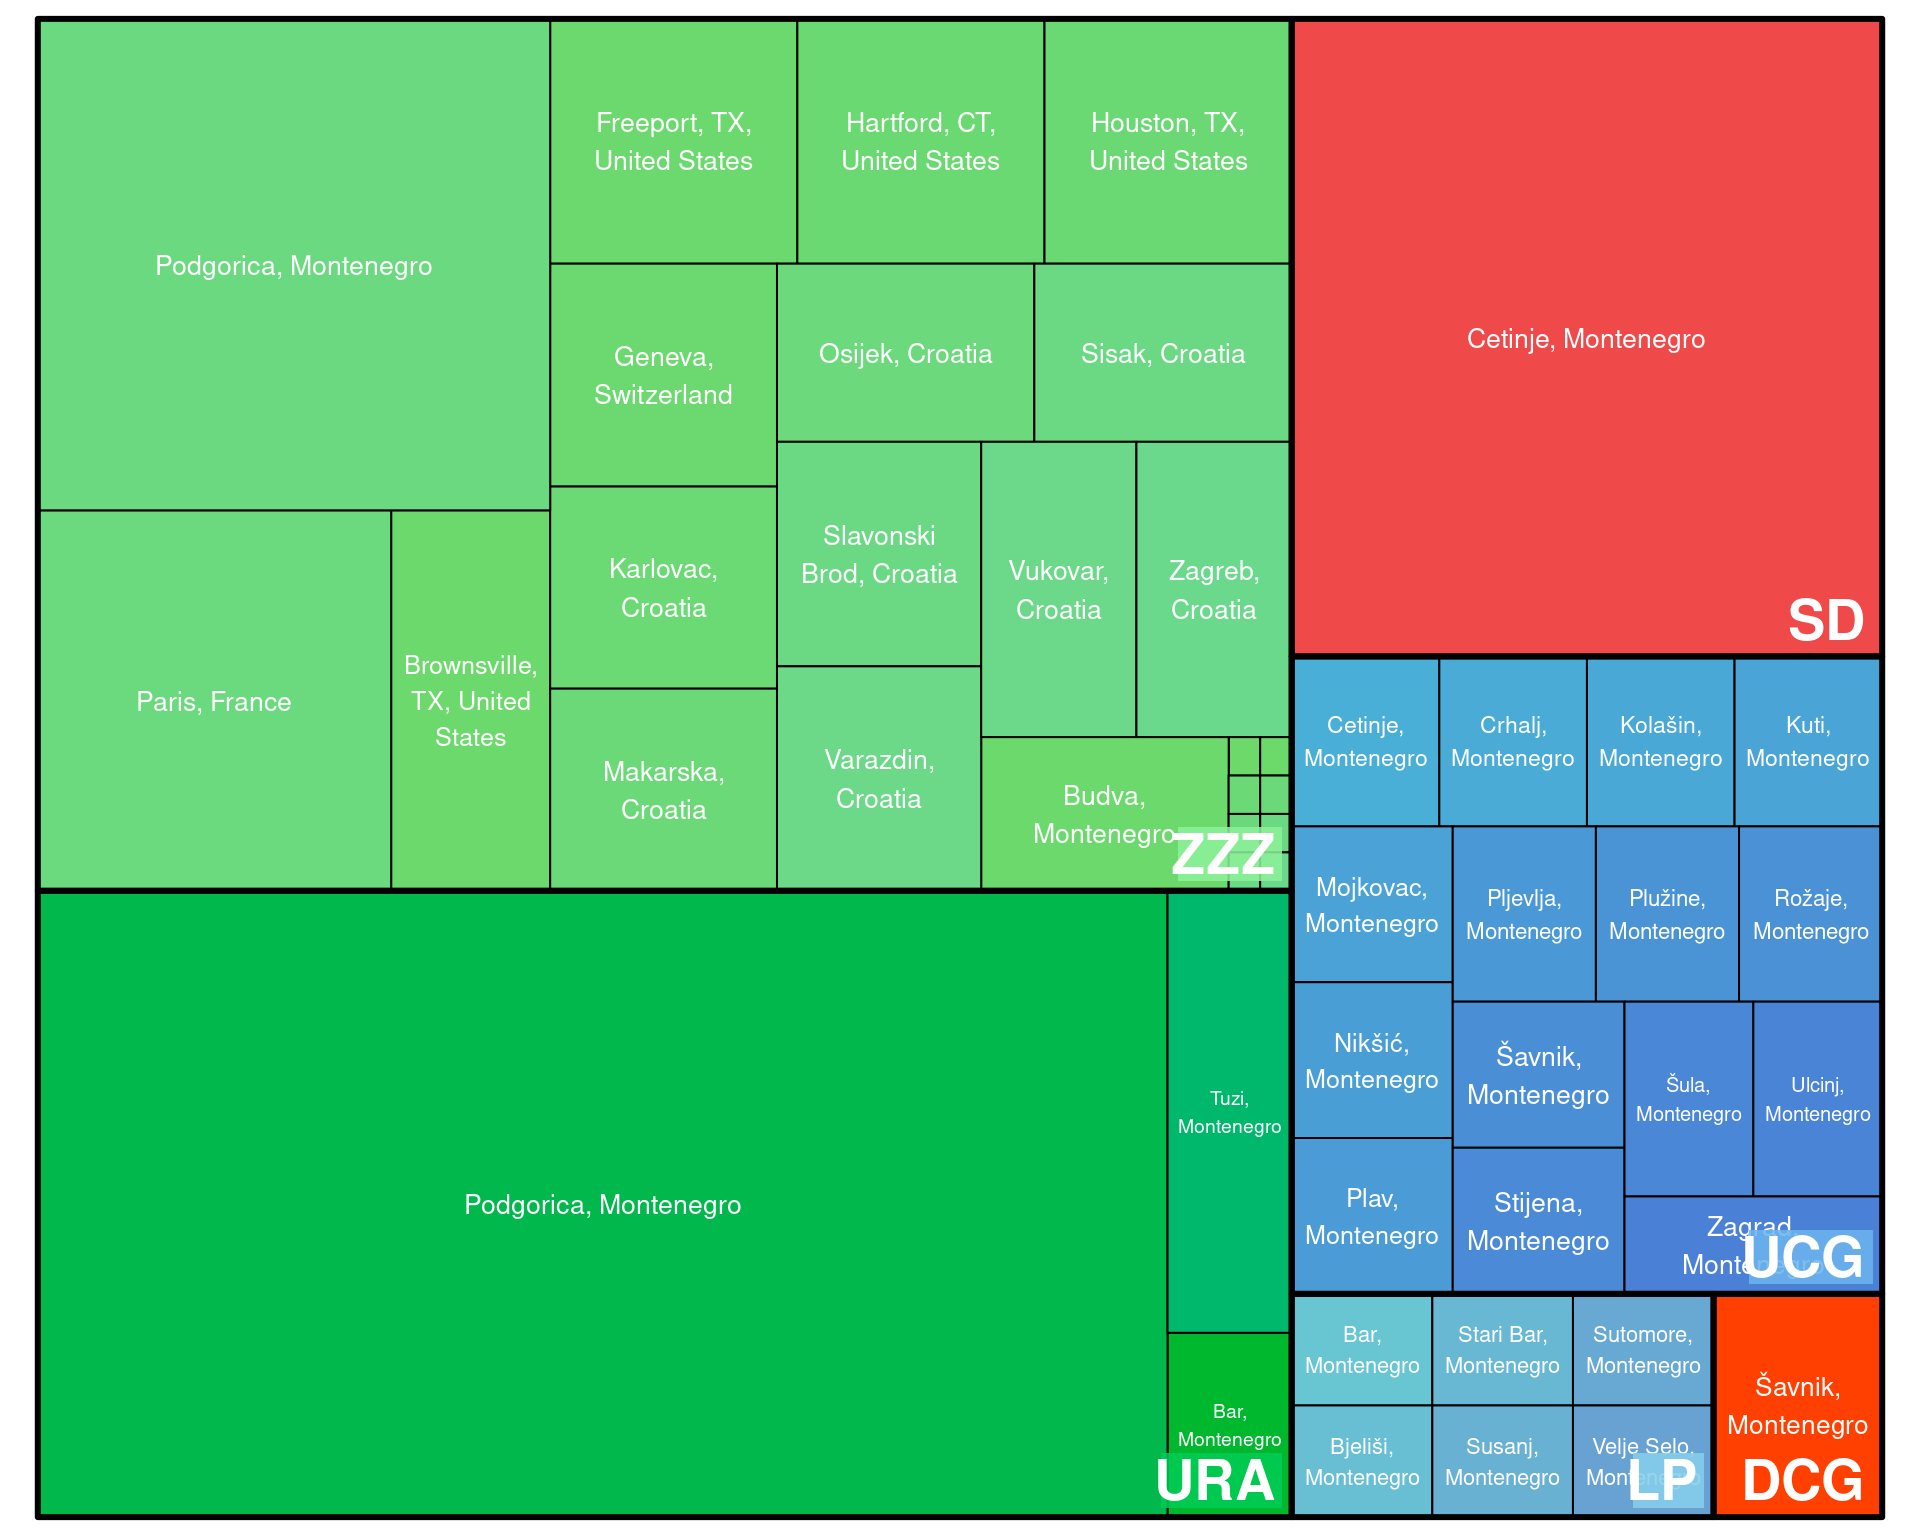 Freeport, TX,
United States
Hartford, CT,
United States
Houston, TX,
United States
Podgorica, Montenegro
Geneva,
Switzerland
Osijek, Croatia
Sisak, Croatia
Slavonski
Brod, Croatia
Karlovac,
Croatia
Vukovar,
Croatia
Zagreb,
Croatia
Paris, France
Brownsville,
TX, United
States
Makarska,
Croatia
Varazdin,
Croatia
Budva,
Montenegro
ZZZ
Cetinje, Montenegro
SD
Podgorica, Montenegro
Tuzi,
Montenegro
Bar,
Montenegro
URA
Cetinje,
Montenegro
Crhalj,
Montenegro
Kolašin,
Montenegro
Kuti,
Montenegro
Mojkovac,
Montenegro
Pljevlja,
Montenegro
Plužine,
Montenegro
Rožaje,
Montenegro
Nikšić,
Montenegro
Šavnik,
Montenegro
Šula,
Montenegro
Ulcinj,
Montenegro
Plav,
Montenegro
Stijena,
Montenegro
Zagrad,
Montenegro
UCG
Bar,
Montenegro
Stari Bar,
Montenegro
Sutomore,
Montenegro
Bjeliši,
Montenegro
Susanj,
Montenegro
Velje Selo,
Montenegro
LP
Šavnik,
Montenegro
DCG